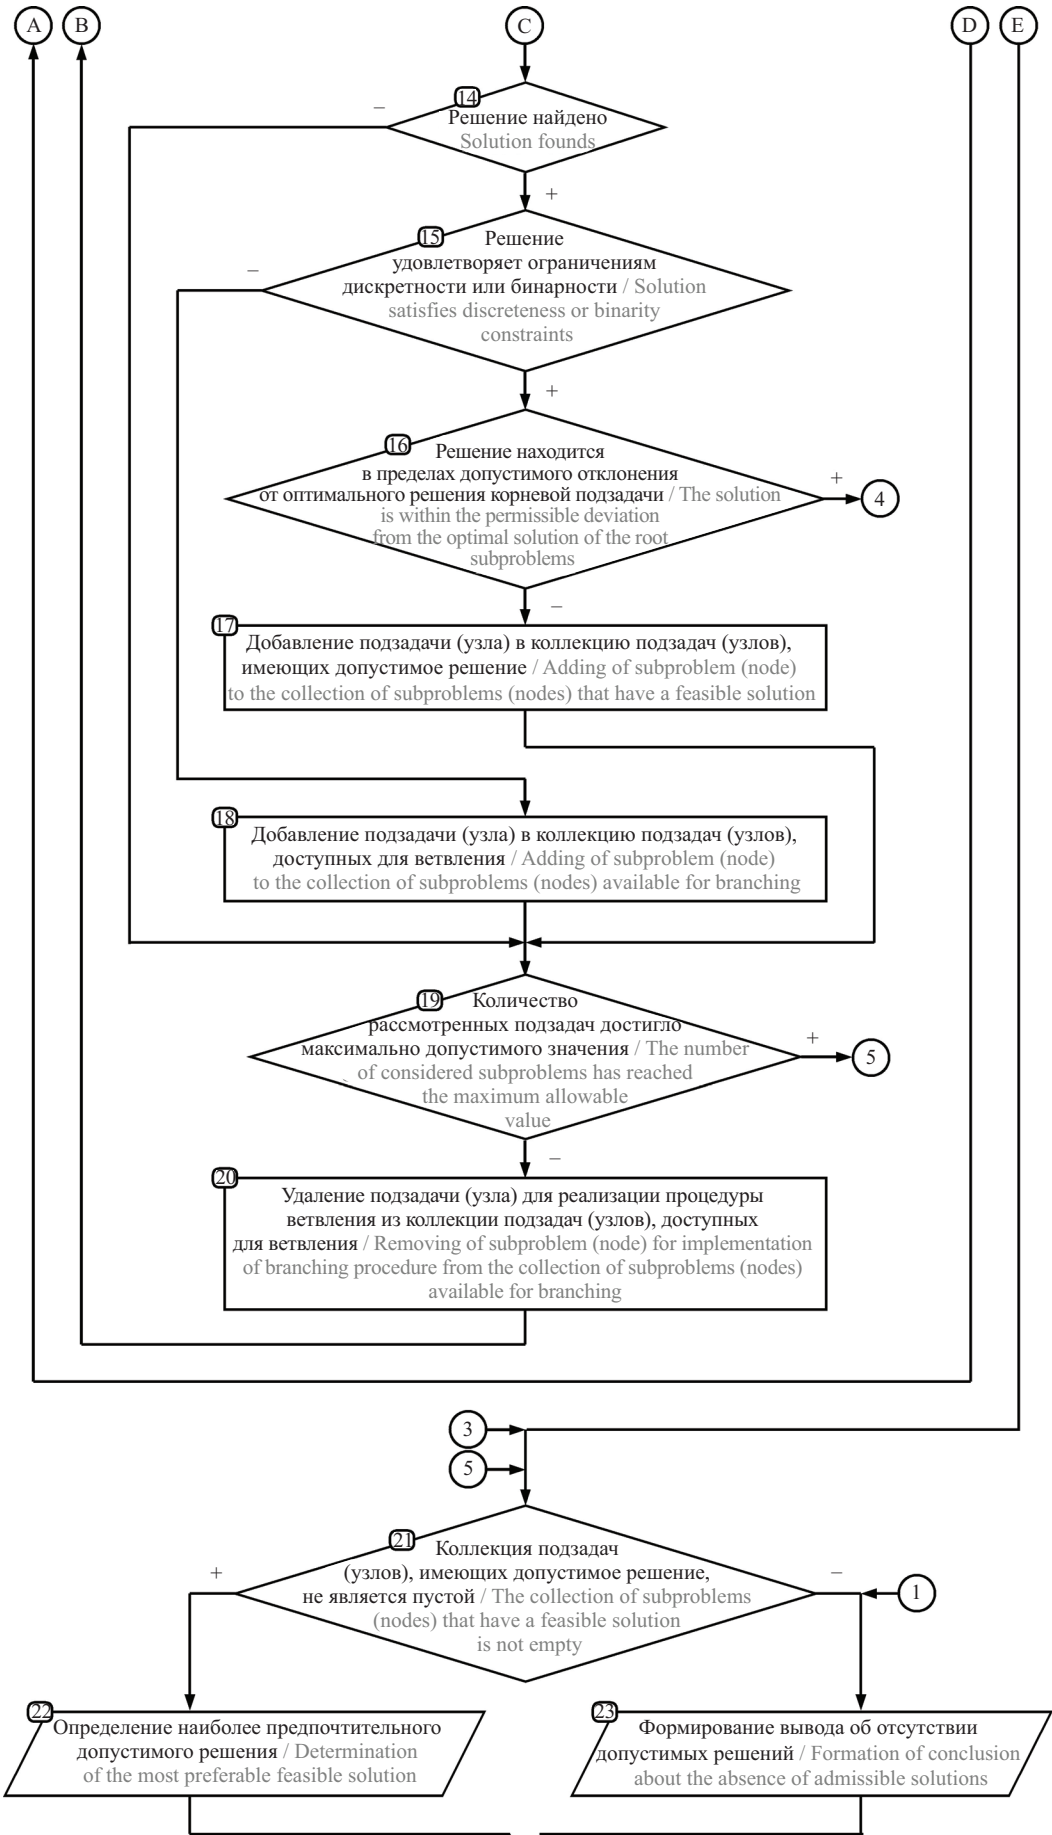 A B C D E
14
–
Решение найдено
Solution founds
+
15
–
Решение
удовлетворяет ограничениям
дискретности или бинарности / Solution
satisfies discreteness or binarity
constraints
+
16
Решение находится
в пределах допустимого отклонения
от оптимального решения корневой подзадачи / The solution
is within the permissible deviation
from the optimal solution of the root
subproblems
+
4
–
17
Добавление подзадачи (узла) в коллекцию подзадач (узлов),
имеющих допустимое решение / Adding of subproblem (node)
to the collection of subproblems (nodes) that have a feasible solution
18
Добавление подзадачи (узла) в коллекцию подзадач (узлов),
доступных для ветвления / Adding of subproblem (node)
to the collection of subproblems (nodes) available for branching
19
Количество
рассмотренных подзадач достигло
максимально допустимого значения / The number
of considered subproblems has reached
the maximum allowable
value
+
5
–
20
Удаление подзадачи (узла) для реализации процедуры
ветвления из коллекции подзадач (узлов), доступных
для ветвления / Removing of subproblem (node) for implementation
of branching procedure from the collection of subproblems (nodes)
available for branching
3
5
21
Коллекция подзадач
(узлов), имеющих допустимое решение,
не является пустой / The collection of subproblems
(nodes) that have a feasible solution
is not empty
+
–
1
22
Определение наиболее предпочтительного
допустимого решения / Determination
of the most preferable feasible solution
23
Формирование вывода об отсутствии
допустимых решений / Formation of conclusion
about the absence of admissible solutions